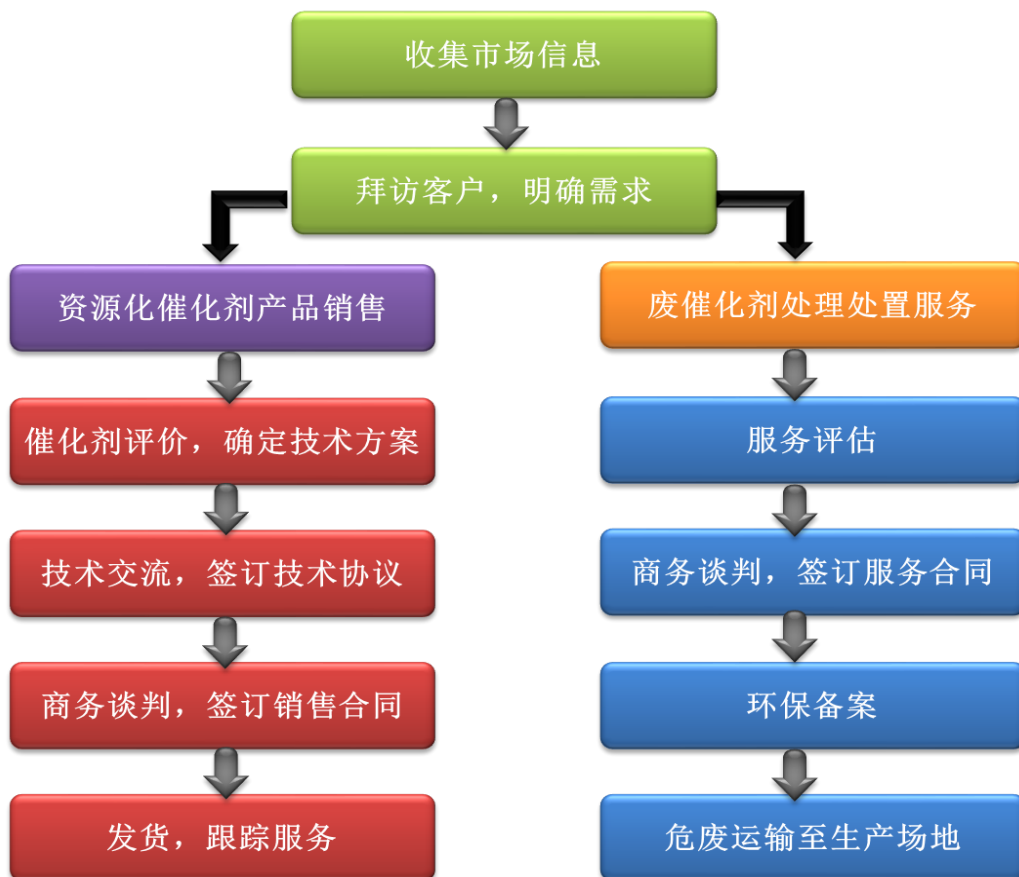 收集市场信息
拜访客户，明确需求
资源化催化剂产品销售
废催化剂处理处置服务
催化剂评价，确定技术方案
服务评估
技术交流，签订技术协议
商务谈判，签订服务合同
商务谈判，签订销售合同
环保备案
发货，跟踪服务
危废运输至生产场地